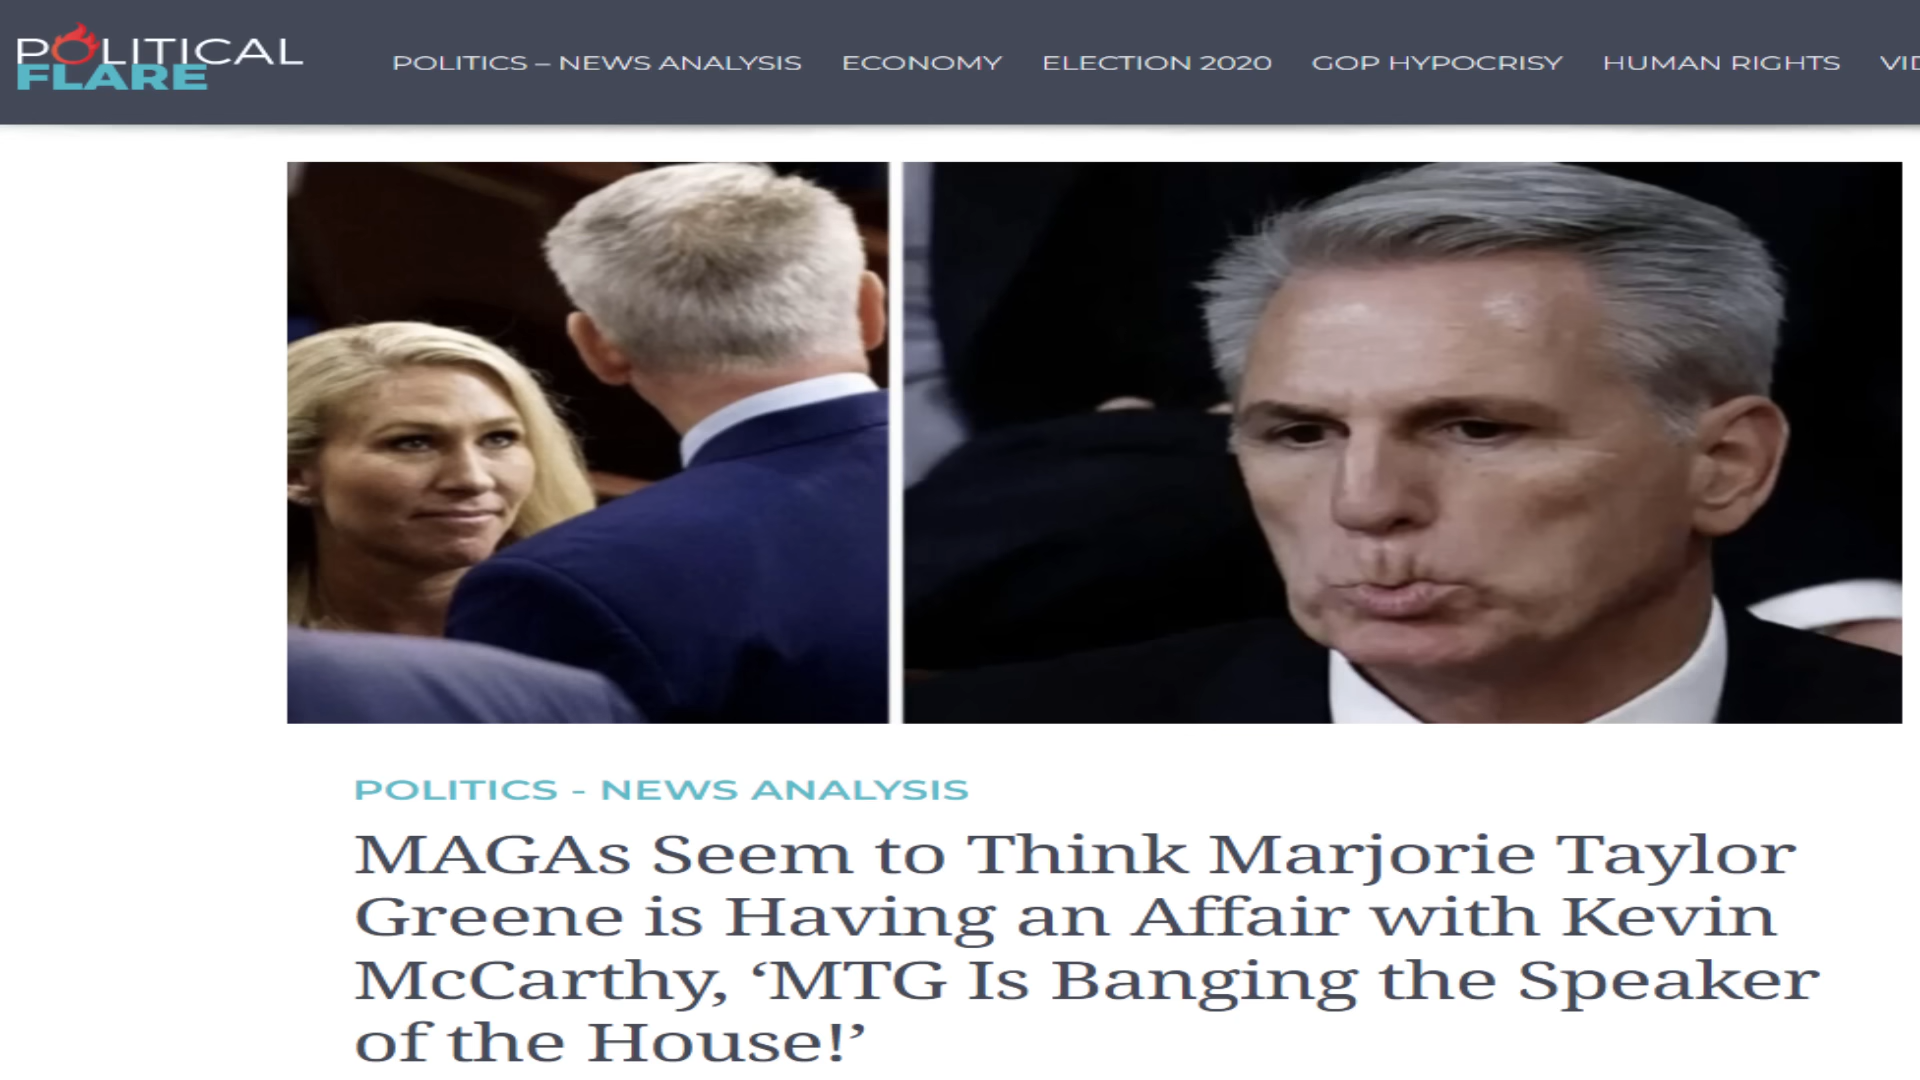 POLITICAL
FLARE
POLITICS – NEWS ANALYSIS ECONOMY ELECTION 2020 GOP HYPOCRISY HUMAN RIGHTS
POLITICS - NEWS ANALYSIS
MAGAs Seem to Think Marjorie Taylor
Greene is Having an Affair with Kevin
McCarthy, ‘MTG Is Banging the Speaker
of the House!’